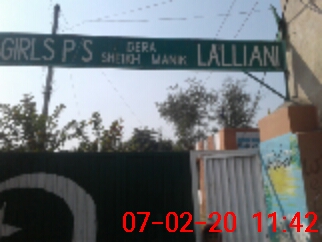 GIRLS P S DERA SHEIKH MANIK LALLIANI
07-02-20 11:42